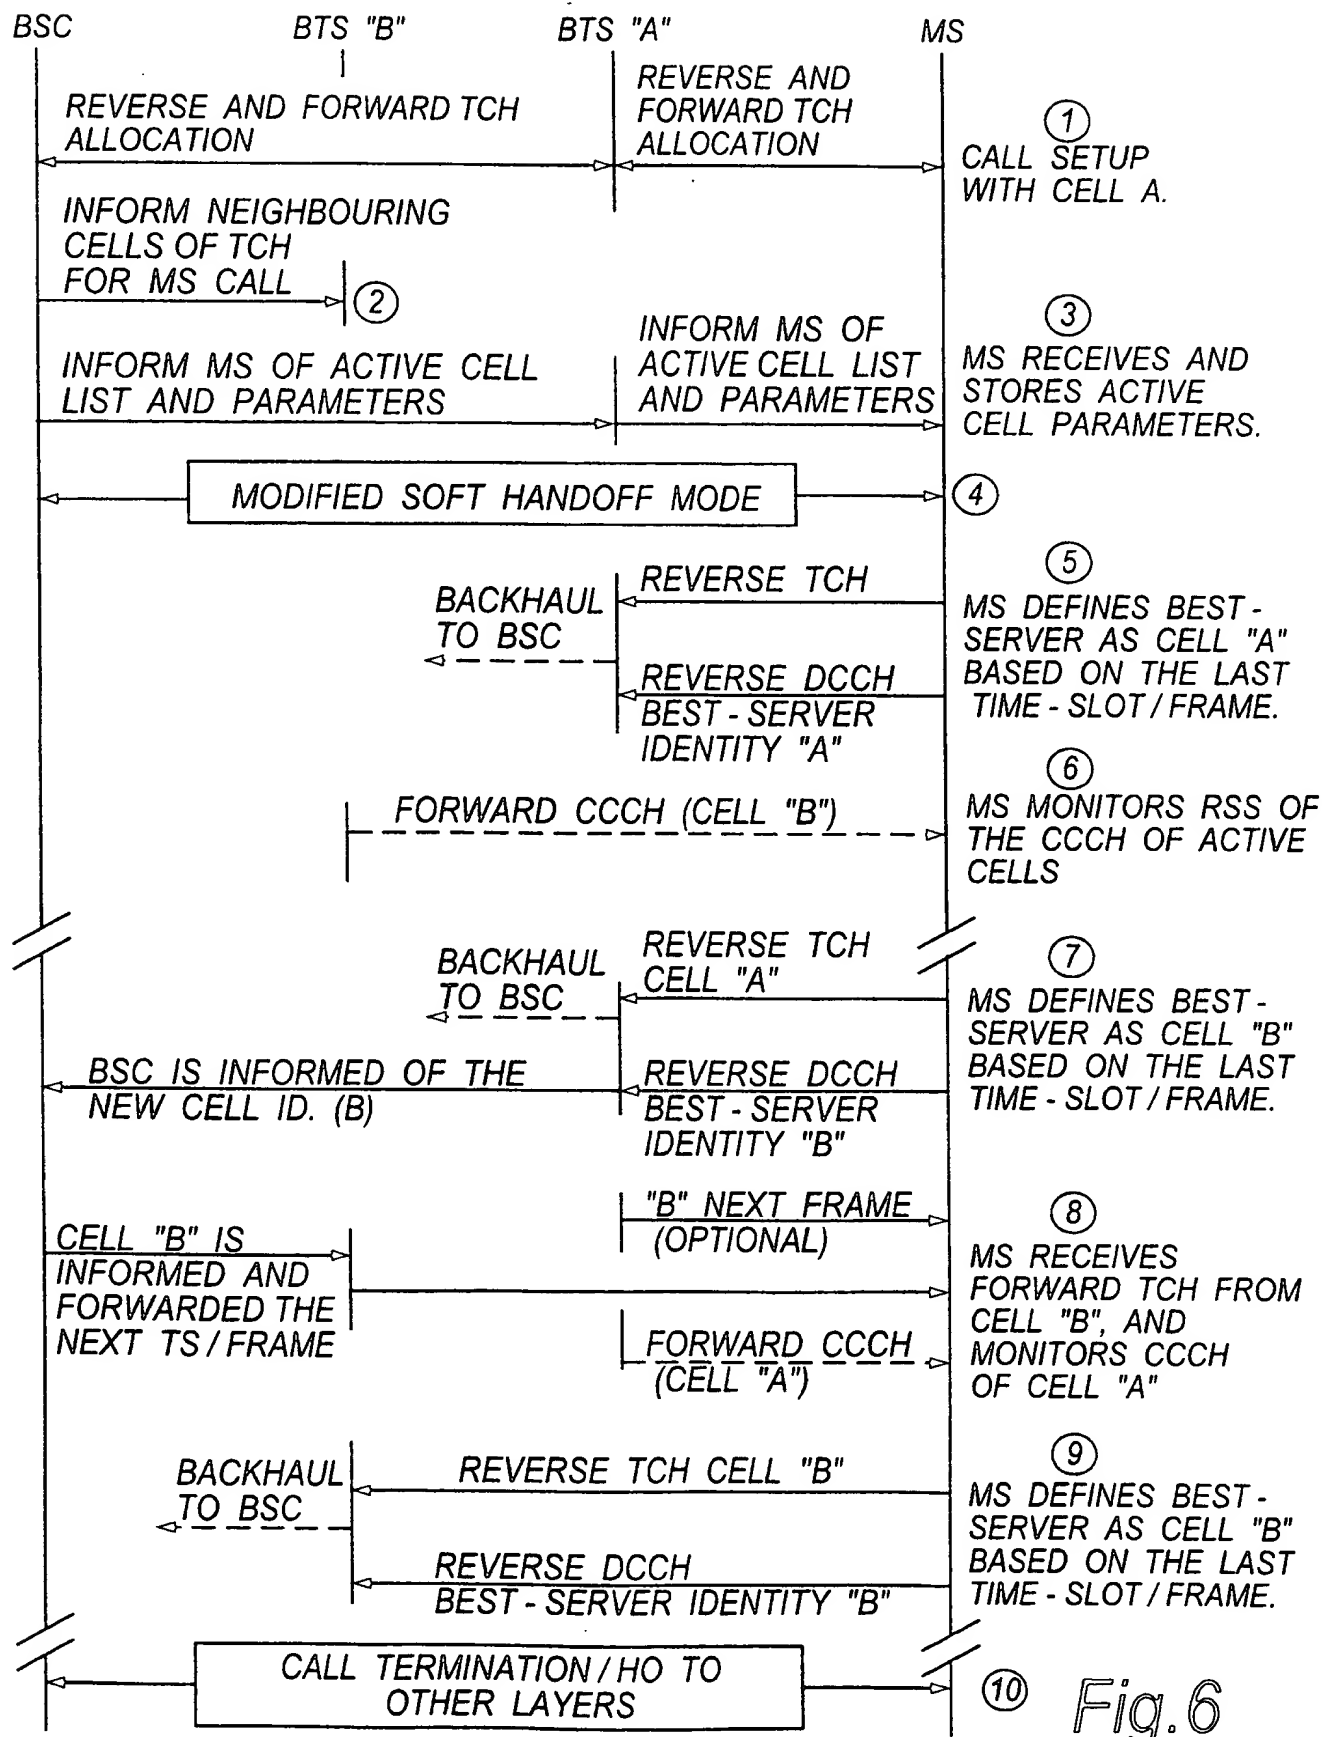 BSC BTS "B" BTS "A" MS
REVERSE AND FORWARD TCH
ALLOCATION
REVERSE AND
FORWARD TCH
ALLOCATION
1
CALL SETUP
WITH CELL A.
INFORM NEIGHBOURING
CELLS OF TCH
FOR MS CALL
2
INFORM MS OF ACTIVE CELL
LIST AND PARAMETERS
INFORM MS OF
ACTIVE CELL LIST
AND PARAMETERS
3
MS RECEIVES AND
STORES ACTIVE
CELL PARAMETERS.
MODIFIED SOFT HANDOFF MODE
4
BACKHAUL
TO BSC
REVERSE TCH
REVERSE DCCH
BEST-SERVER
IDENTITY "A"
5
MS DEFINES BEST-
SERVER AS CELL "A"
BASED ON THE LAST
TIME-SLOT/FRAME.
FORWARD CCCH (CELL "B")
6
MS MONITORS RSS OF
THE CCCH OF ACTIVE
CELLS
BACKHAUL
TO BSC
REVERSE TCH
CELL "A"
BSC IS INFORMED OF THE
NEW CELL ID. (B)
REVERSE DCCH
BEST-SERVER
IDENTITY "B"
7
MS DEFINES BEST-
SERVER AS CELL "B"
BASED ON THE LAST
TIME-SLOT/FRAME.
"B" NEXT FRAME
(OPTIONAL)
CELL "B" IS
INFORMED AND
FORWARDED THE
NEXT TS/FRAME
FORWARD CCCH
(CELL "A")
8
MS RECEIVES
FORWARD TCH FROM
CELL "B", AND
MONITORS CCCH
OF CELL "A"
BACKHAUL
TO BSC
REVERSE TCH CELL "B"
REVERSE DCCH
BEST-SERVER IDENTITY "B"
9
MS DEFINES BEST-
SERVER AS CELL "B"
BASED ON THE LAST
TIME-SLOT/FRAME.
CALL TERMINATION/HO TO
OTHER LAYERS
10
Fig.6